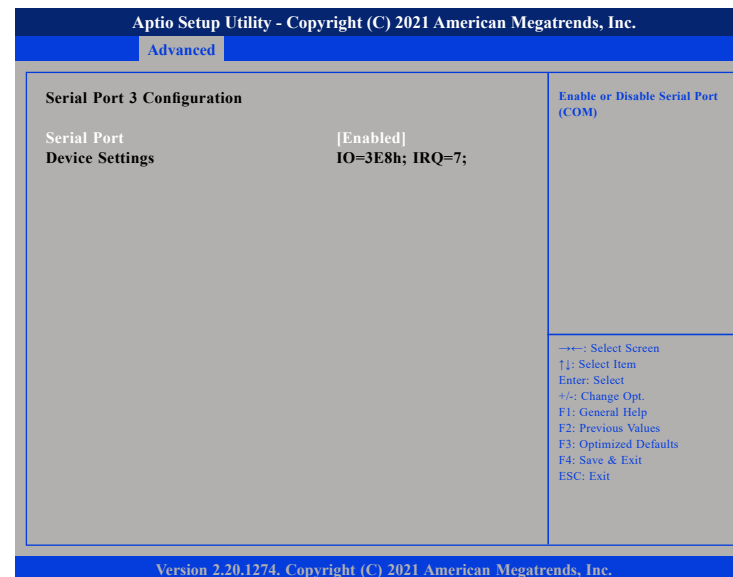 Aptio Setup Utility - Copyright (C) 2021 American Megatrends, Inc.
Advanced
Serial Port 3 Configuration
Serial Port [Enabled]
Device Settings IO=3E8h; IRQ=7;
Enable or Disable Serial Port
(COM)
→←: Select Screen
↑↓: Select Item
Enter: Select
+/-: Change Opt.
F1: General Help
F2: Previous Values
F3: Optimized Defaults
F4: Save & Exit
ESC: Exit
Version 2.20.1274. Copyright (C) 2021 American Megatrends, Inc.